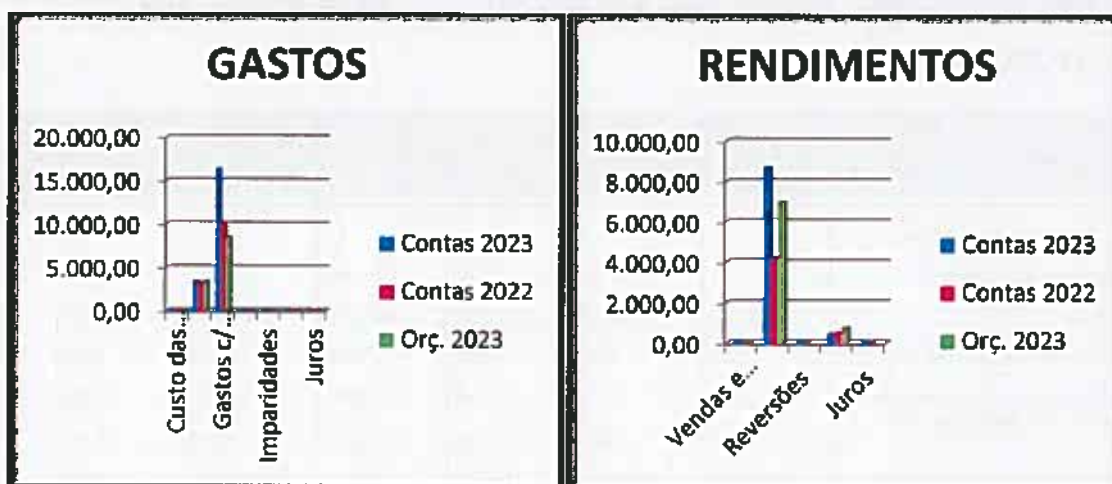 GASTOS
20.000,00
15.000,00
10.000,00
5.000,00
0,00
Custo das...
Gastos c/...
Imparidades
Juros
Contas 2023
Contas 2022
Orç. 2023
RENDIMENTOS
10.000,00
8.000,00
6.000,00
4.000,00
2.000,00
0,00
Vendas e...
Reversões
Juros
Contas 2023
Contas 2022
Orç. 2023